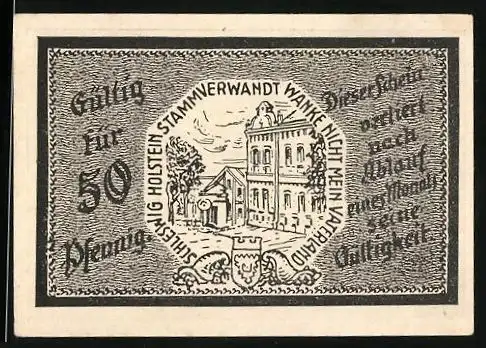 Gültig
für
50
Pfennig.
SCHLESWIG HOLSTEIN STAMMVERWANDT WANKE NICHT MEIN VATERLAND
Dieser Schein
verliert
nach
Ablauf
eines Monats
seine
Gültigkeit.